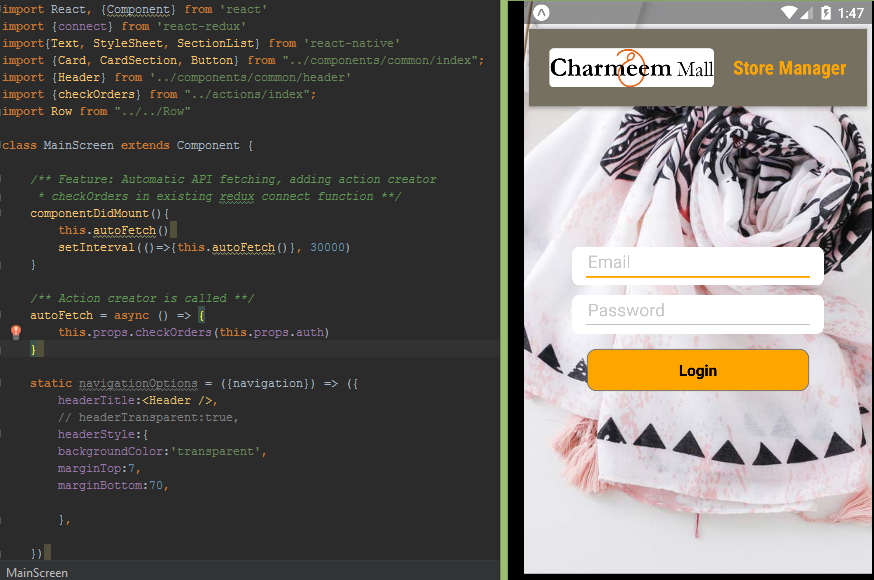 import React, {Component} from 'react'
import {connect} from 'react-redux'
import{Text, StyleSheet, SectionList} from 'react-native'
import {Card, CardSection, Button} from "../components/common/index";
import {Header} from '../components/common/header'
import {checkOrders} from "../actions/index";
import Row from "../../Row"
class MainScreen extends Component {
/** Feature: Automatic API fetching, adding action creator
* checkOrders in existing redux connect function **/
componentDidMount(){
this.autoFetch()
setInterval(()=>{this.autoFetch()}, 30000)
}
/** Action creator is called **/
autoFetch = async () => {
this.props.checkOrders(this.props.auth)
}
static navigationOptions = ({navigation}) => ({
headerTitle:<Header />,
// headerTransparent:true,
headerStyle:{
backgroundColor:'transparent',
marginTop:7,
marginBottom:70,
},
})
MainScreen
1:47
Charmeem Mall
Store Manager
Email
Password
Login